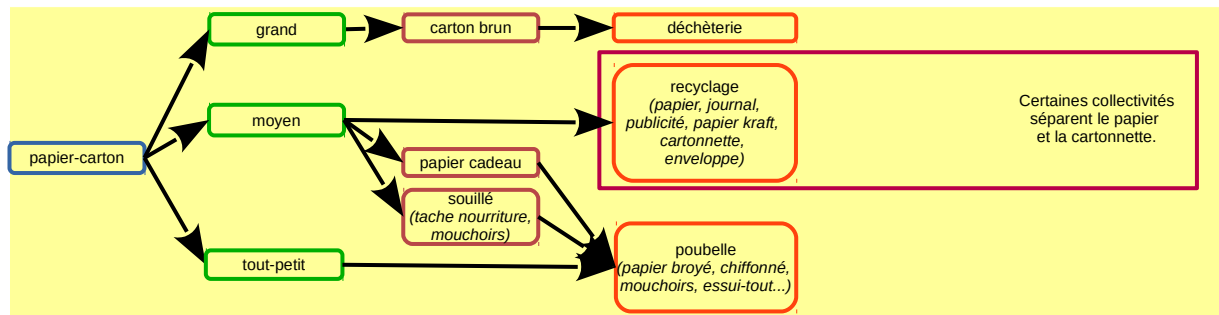 grand
carton brun
déchèterie
recyclage
(papier, journal,
publicité, papier kraft,
cartonnette,
enveloppe)
Certaines collectivités
séparent le papier
et la cartonnette.
moyen
papier-carton
papier cadeau
souillé
(tache nourriture,
mouchoirs)
tout-petit
poubelle
(papier broyé, chiffonné,
mouchoirs, essui-tout...)